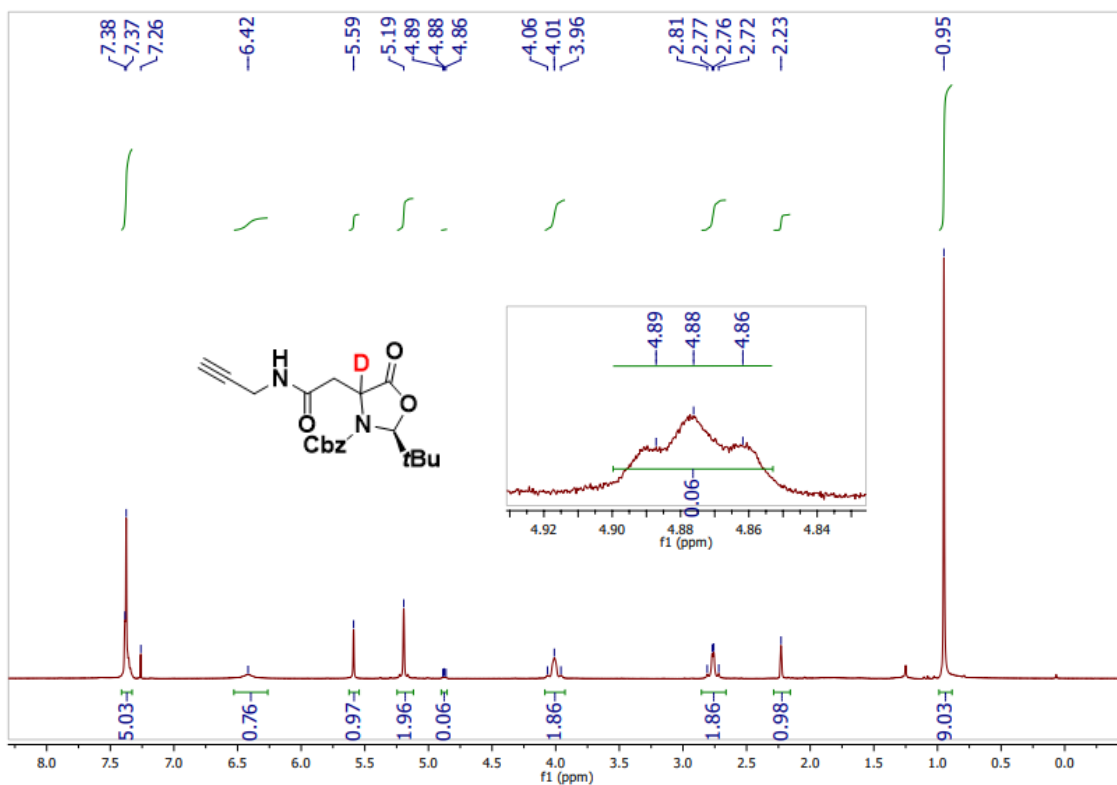 7.38 7.37 7.26 6.42 5.59 5.19 4.89 4.88 4.86 4.06 4.01 3.96 2.81 2.77 2.76 2.72 2.23 0.95
4.89 4.88 4.86
D O
H
N
O
O
N
Cbz
tBu
0.06
4.92 4.90 4.88 4.86 4.84
f1 (ppm)
5.03 0.76 0.97 1.96 0.06 1.86 1.86 0.98 9.03
8.0 7.5 7.0 6.5 6.0 5.5 5.0 4.5 4.0 3.5 3.0 2.5 2.0 1.5 1.0 0.5 0.0
f1 (ppm)